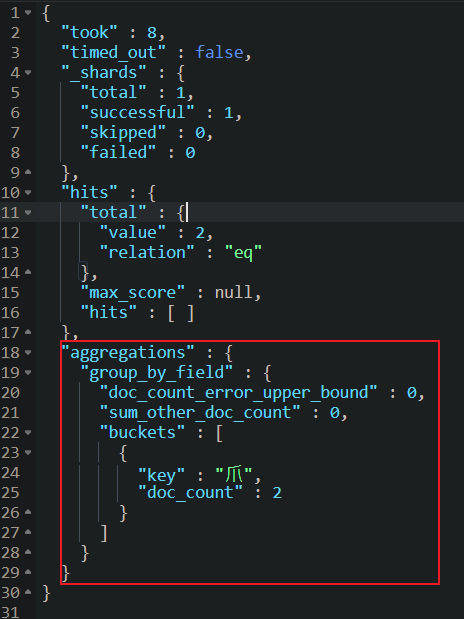 1 {
2 "took" : 8,
3 "timed_out" : false,
4 "_shards" : {
5 "total" : 1,
6 "successful" : 1,
7 "skipped" : 0,
8 "failed" : 0
9 },
10 "hits" : {
11 "total" : {
12 "value" : 2,
13 "relation" : "eq"
14 },
15 "max_score" : null,
16 "hits" : [ ]
17 },
18 "aggregations" : {
19 "group_by_field" : {
20 "doc_count_error_upper_bound" : 0,
21 "sum_other_doc_count" : 0,
22 "buckets" : [
23 {
24 "key" : "爪",
25 "doc_count" : 2
26 }
27 ]
28 }
29 }
30 }
31